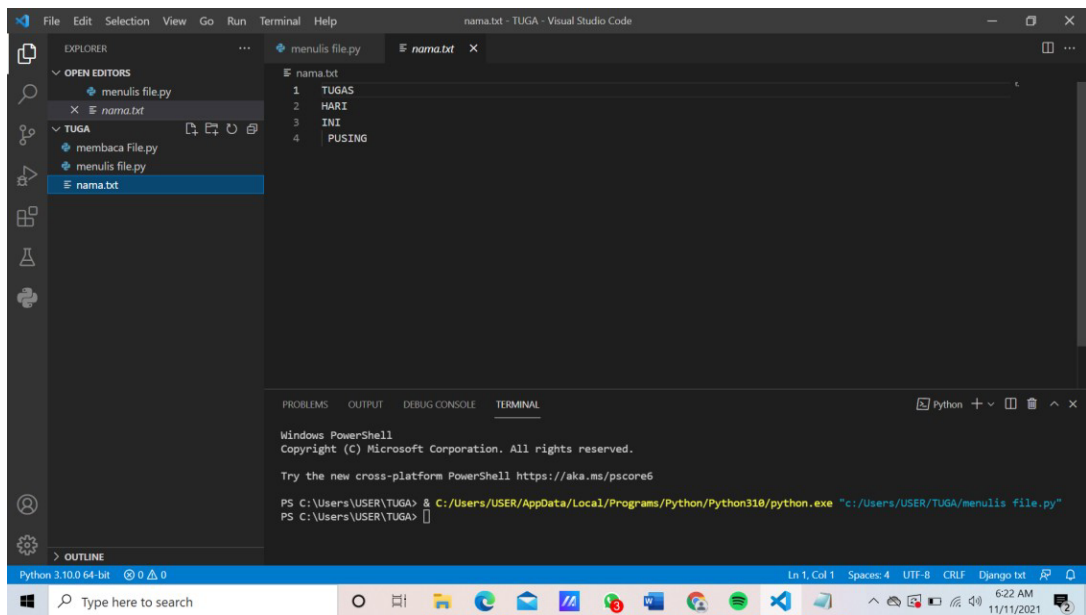 File Edit Selection View Go Run Terminal Help nama.txt - TUGA - Visual Studio Code
EXPLORER
menulis file.py nama.txt
OPEN EDITORS
menulis file.py
nama.txt
TUGA
membaca File.py
menulis file.py
nama.txt
OUTLINE
nama.txt
1 TUGAS
2 HARI
3 INI
4 PUSING
PROBLEMS OUTPUT DEBUG CONSOLE TERMINAL Python
Windows PowerShell
Copyright (C) Microsoft Corporation. All rights reserved.
Try the new cross-platform PowerShell https://aka.ms/pscore6
PS C:\Users\USER\TUGA> & C:/Users/USER/AppData/Local/Programs/Python/Python310/python.exe "c:/Users/USER/TUGA/menulis file.py"
PS C:\Users\USER\TUGA>
Python 3.10.0 64-bit 0 0 Ln 1, Col 1 Spaces: 4 UTF-8 CRLF Django txt
Type here to search
3
6:22 AM
11/11/2021
2